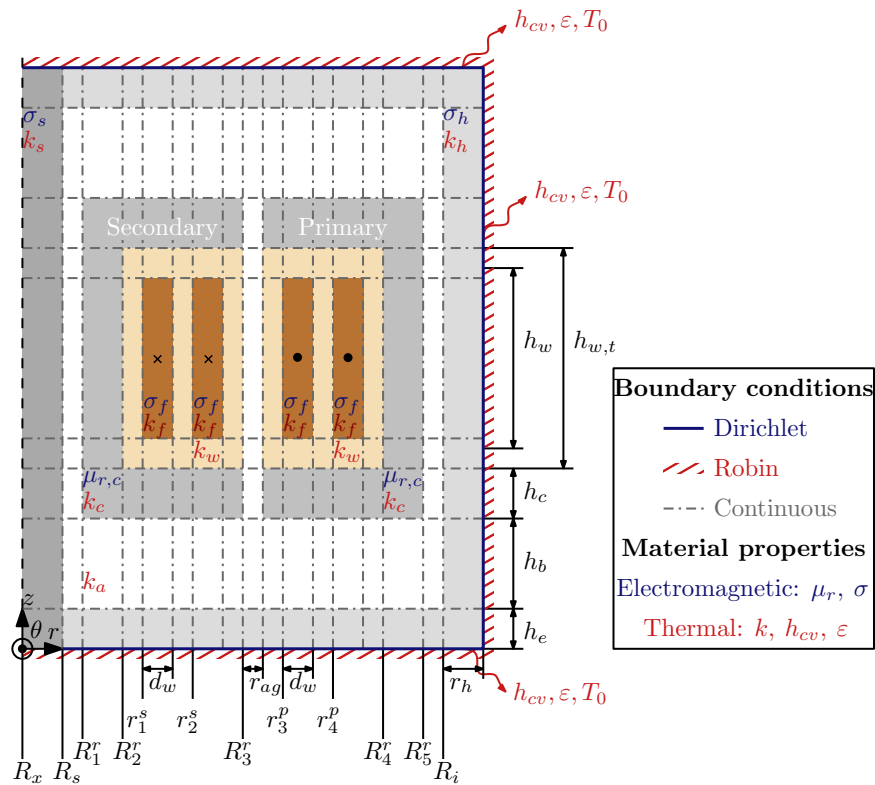 h_{cv}, ε, T_0
σ_s
k_s
σ_h
k_h
h_{cv}, ε, T_0
Secondary
Primary
h_w
h_{w,t}
× × • •
σ_f σ_f σ_f σ_f
k_f k_f k_f k_f
k_w k_w
μ_{r,c} μ_{r,c}
k_c k_c
h_c
k_a
h_b
z
θ r
h_e
d_w r_{ag} d_w r_h
h_{cv}, ε, T_0
r_1^s r_2^s r_3^p r_4^p
R_1^r R_2^r R_3^r R_4^r R_5^r
R_x R_s R_i
Boundary conditions
Dirichlet
Robin
Continuous
Material properties
Electromagnetic: μ_r, σ
Thermal: k, h_{cv}, ε